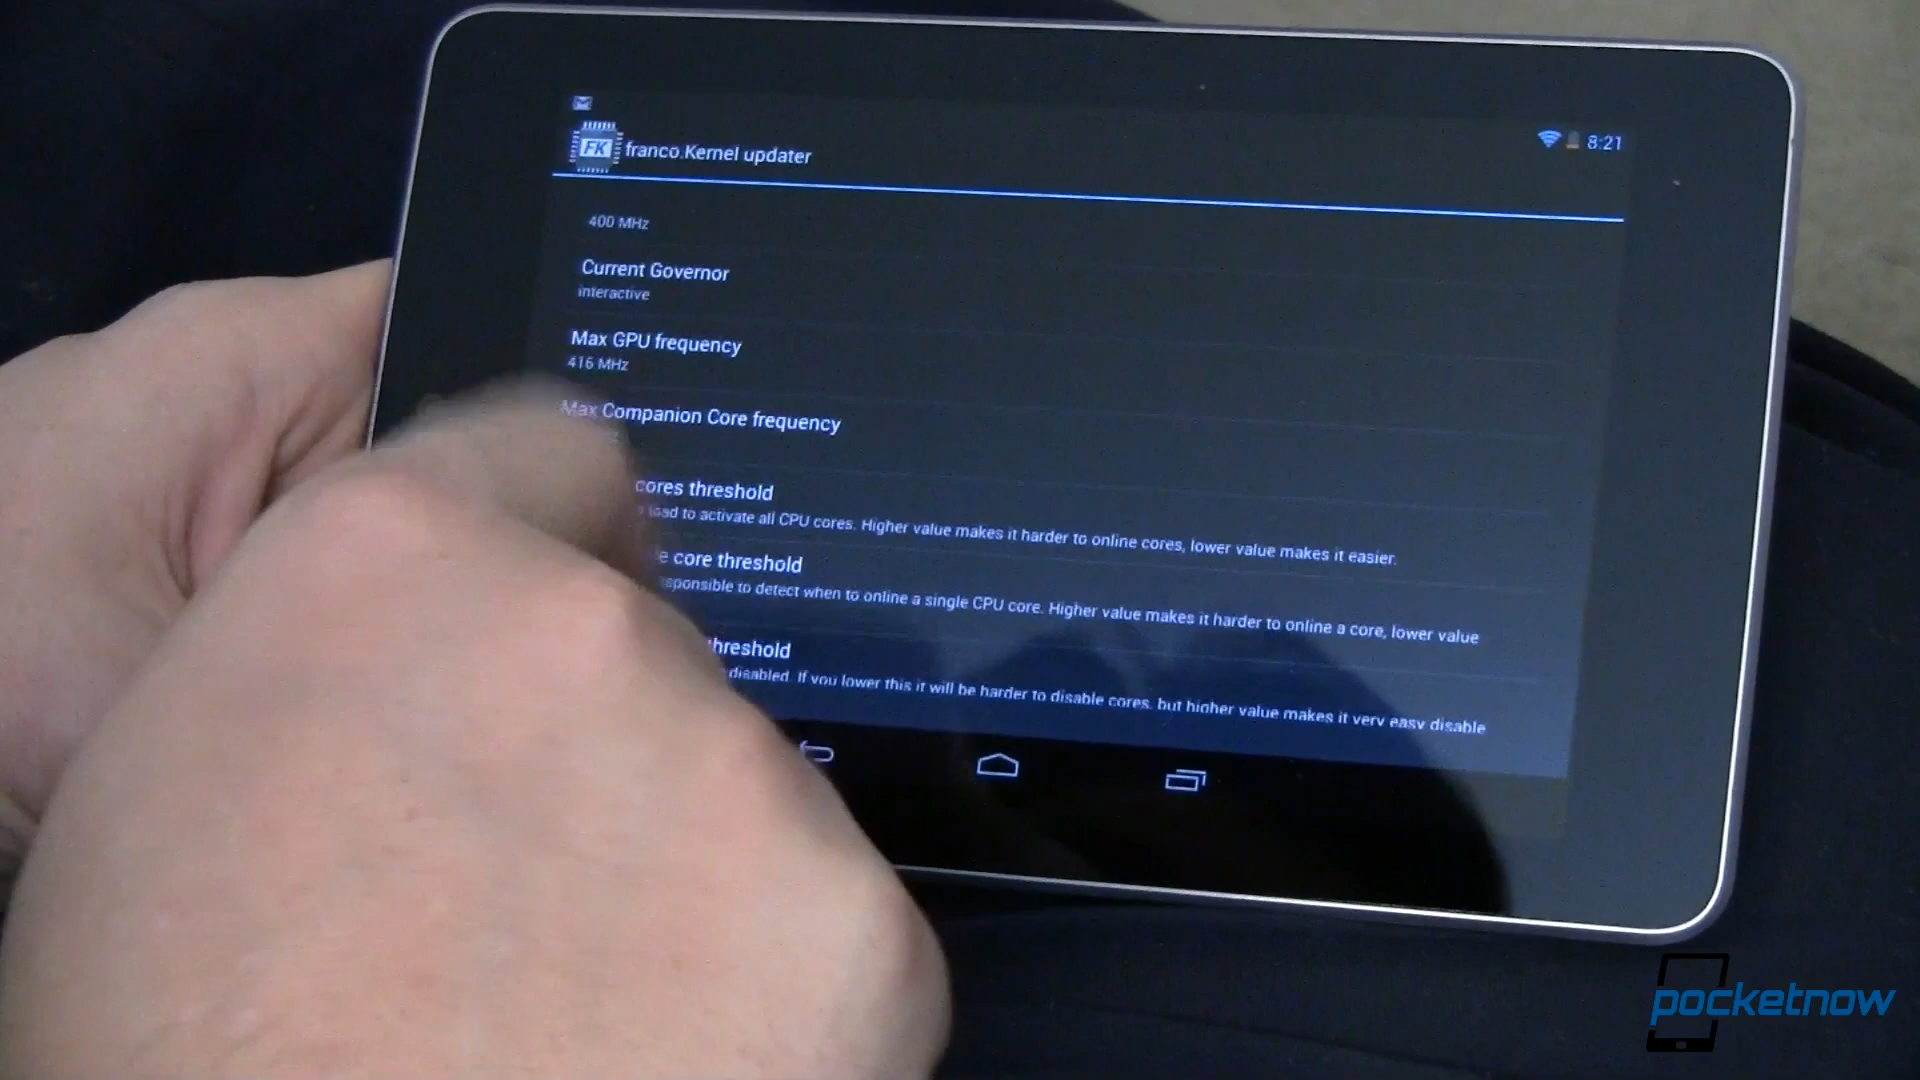 8:21
FK franco.Kernel updater
400 MHz
Current Governor
interactive
Max GPU frequency
416 MHz
Max Companion Core frequency
cores threshold
load to activate all CPU cores. Higher value makes it harder to online cores, lower value makes it easier.
core threshold
to detect when to online a single CPU core. Higher value makes it harder to online a core, lower value
threshold
disabled. If you lower this it will be harder to disable cores. but higher value makes it very easy disable
pocketnow